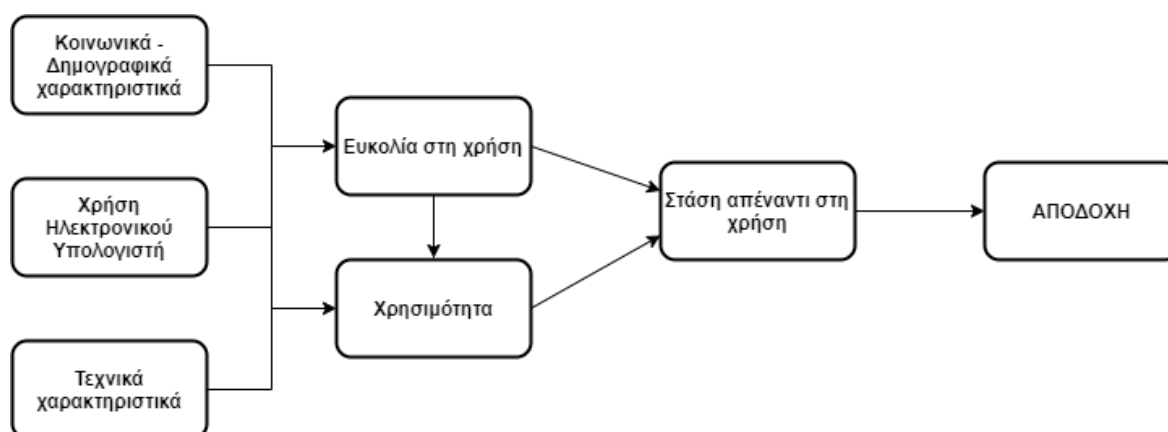 Κοινωνικά -
Δημογραφικά
χαρακτηριστικά
Ευκολία στη χρήση
Χρήση
Ηλεκτρονικού
Υπολογιστή
Στάση απέναντι στη
χρήση
ΑΠΟΔΟΧΗ
Χρησιμότητα
Τεχνικά
χαρακτηριστικά